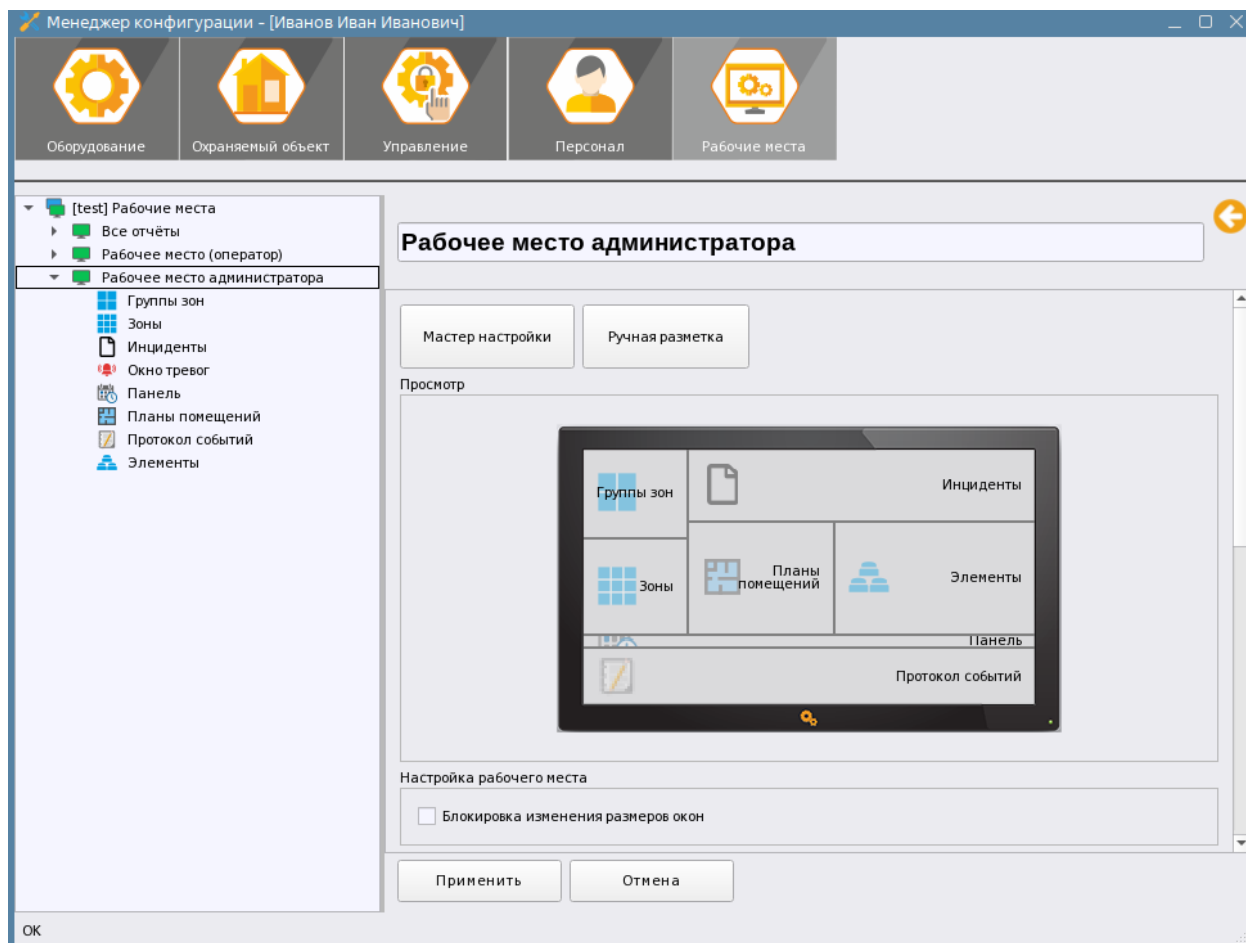 Менеджер конфигурации - [Иванов Иван Иванович]
Оборудование
Охраняемый объект
Управление
Персонал
Рабочие места
[test] Рабочие места
Все отчёты
Рабочее место (оператор)
Рабочее место администратора
Группы зон
Зоны
Инциденты
Окно тревог
Панель
Планы помещений
Протокол событий
Элементы
Рабочее место администратора
Мастер настройки
Ручная разметка
Просмотр
Группы зон
Инциденты
Зоны
Планы
помещений
Элементы
Панель
Протокол событий
Настройка рабочего места
Блокировка изменения размеров окон
Применить
Отмена
OK